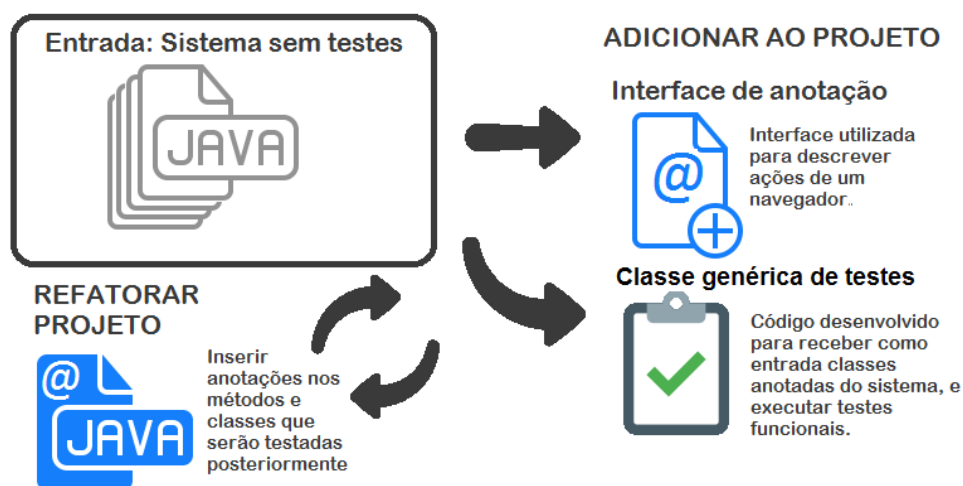 Entrada: Sistema sem testes
JAVA
ADICIONAR AO PROJETO
Interface de anotação
@
Interface utilizada
para descrever
ações de um
navegador..
Classe genérica de testes
Código desenvolvido
para receber como
entrada classes
anotadas do sistema, e
executar testes
funcionais.
REFATORAR
PROJETO
@
JAVA
Inserir
anotações nos
métodos e
classes que
serão testadas
posteriormente